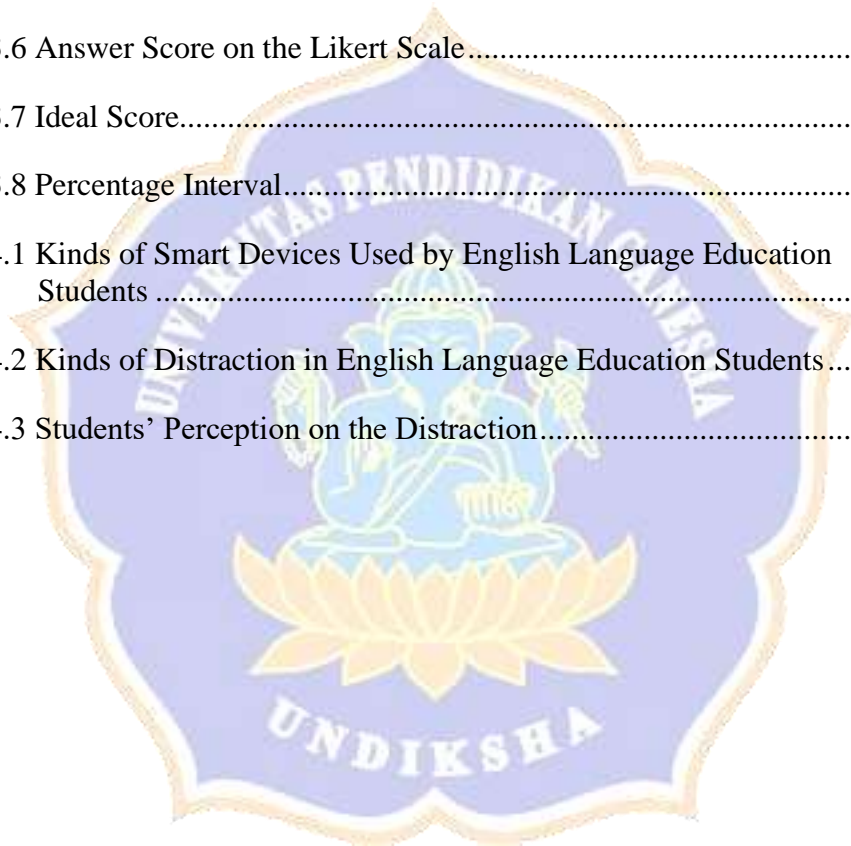 .6 Answer Score on the Likert Scale..................................................
.7 Ideal Score.....................................................................................
.8 Percentage Interval........................................................................
.1 Kinds of Smart Devices Used by English Language Education
Students ...........................................................................................
.2 Kinds of Distraction in English Language Education Students...
.3 Students’ Perception on the Distraction........................................
UNIVERSITAS PENDIDIKAN GANESHA
UNDIKSHA